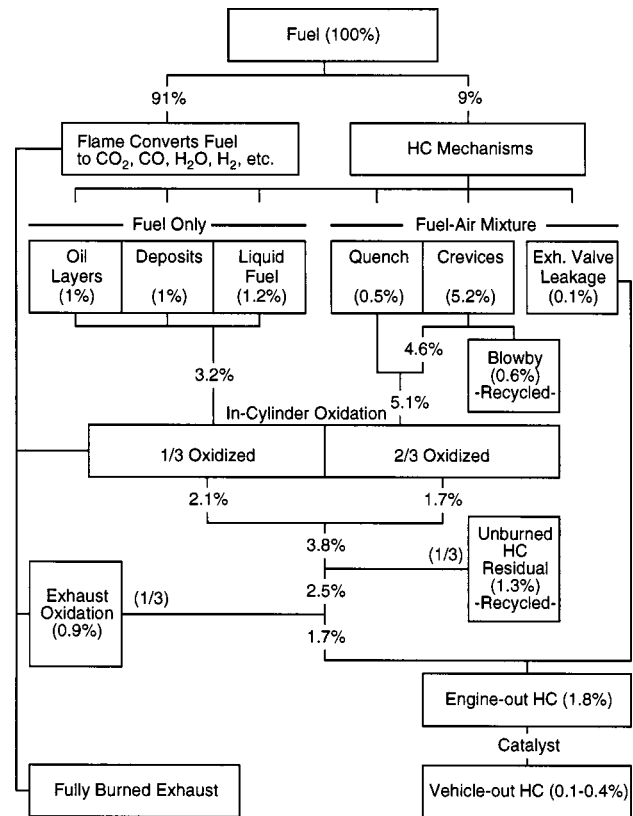 Fuel (100%)
91%
9%
Flame Converts Fuel
to CO₂, CO, H₂O, H₂, etc.
HC Mechanisms
Fuel Only
Fuel-Air Mixture
Oil
Layers
(1%)
Deposits
(1%)
Liquid
Fuel
(1.2%)
Quench
(0.5%)
Crevices
(5.2%)
Exh. Valve
Leakage
(0.1%)
4.6%
Blowby
(0.6%)
-Recycled-
3.2%
5.1%
In-Cylinder Oxidation
1/3 Oxidized
2/3 Oxidized
2.1%
1.7%
3.8%
(1/3)
Unburned
HC
Residual
(1.3%)
-Recycled-
2.5%
Exhaust
Oxidation
(0.9%)
(1/3)
1.7%
Engine-out HC (1.8%)
Catalyst
Fully Burned Exhaust
Vehicle-out HC (0.1-0.4%)